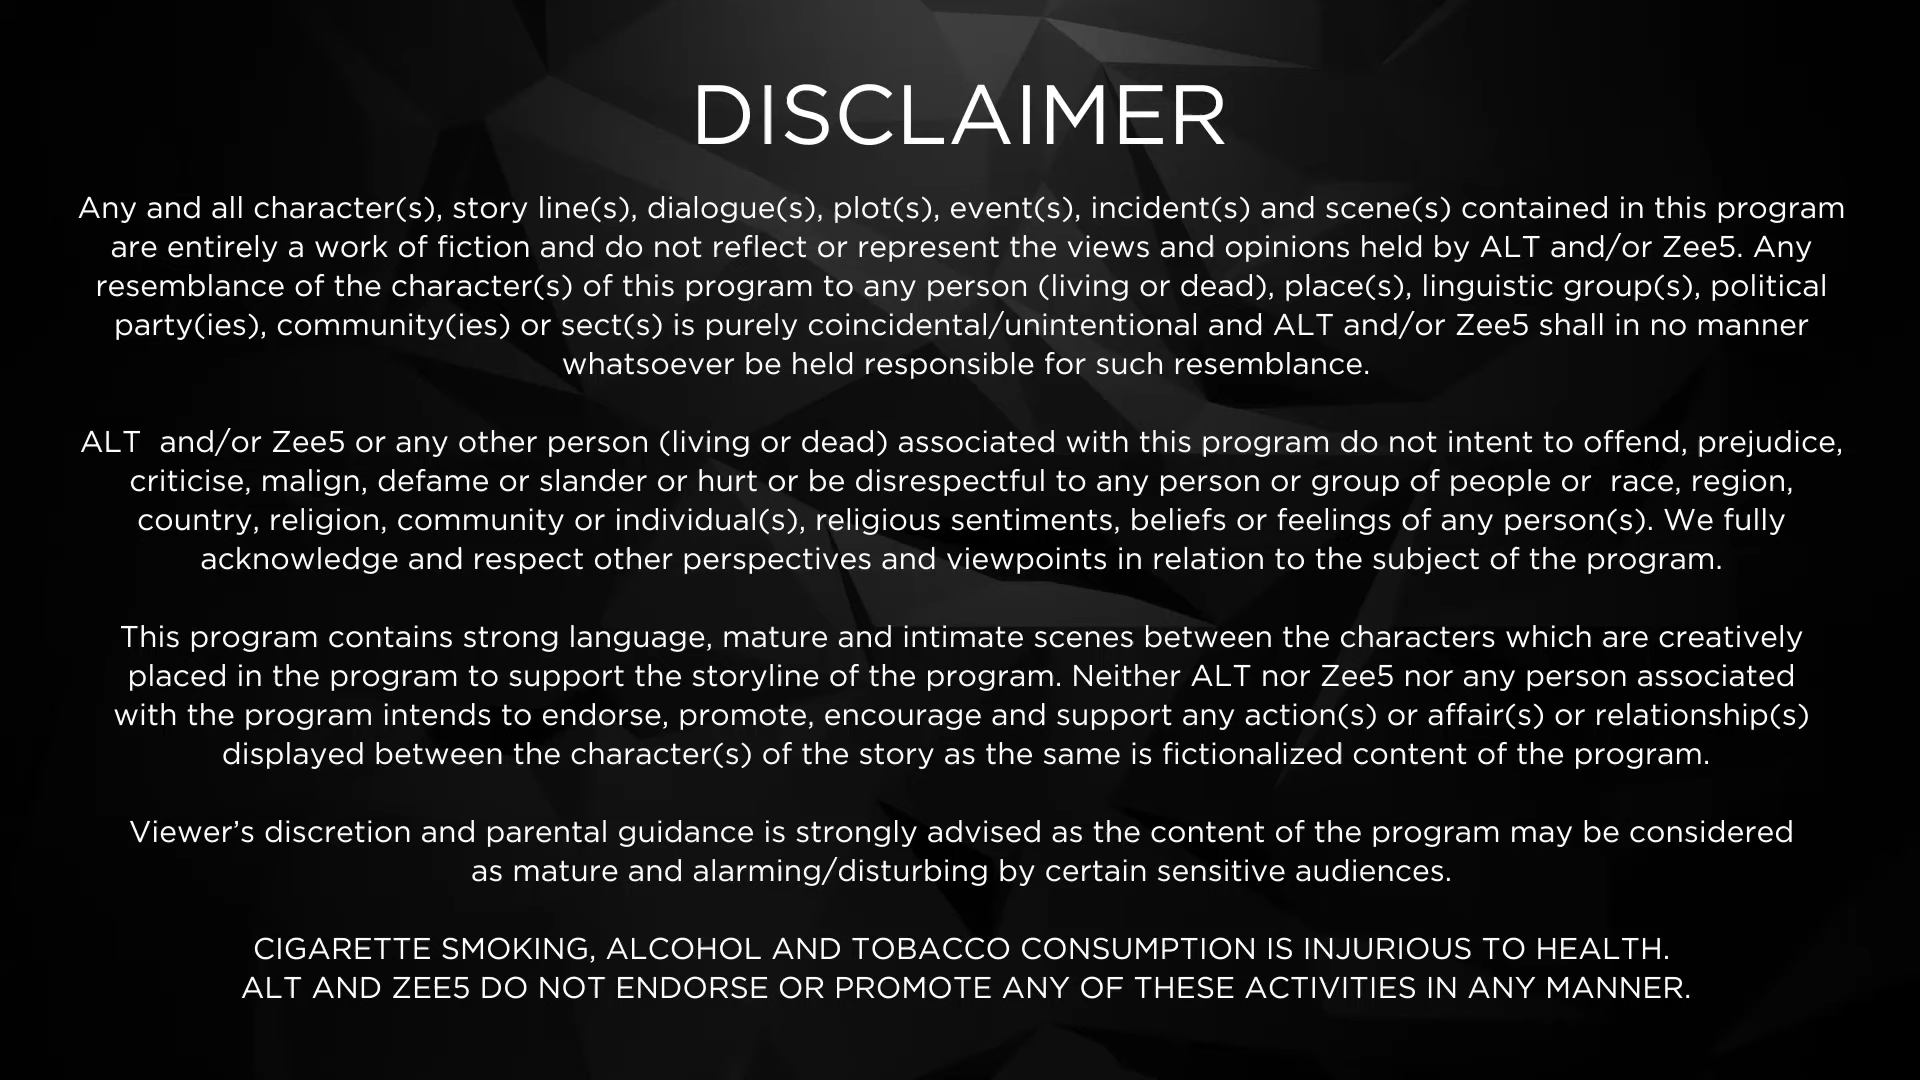 DISCLAIMER
Any and all character(s), story line(s), dialogue(s), plot(s), event(s), incident(s) and scene(s) contained in this program
are entirely a work of fiction and do not reflect or represent the views and opinions held by ALT and/or Zee5. Any
resemblance of the character(s) of this program to any person (living or dead), place(s), linguistic group(s), political
party(ies), community(ies) or sect(s) is purely coincidental/unintentional and ALT and/or Zee5 shall in no manner
whatsoever be held responsible for such resemblance.
ALT  and/or Zee5 or any other person (living or dead) associated with this program do not intent to offend, prejudice,
criticise, malign, defame or slander or hurt or be disrespectful to any person or group of people or  race, region,
country, religion, community or individual(s), religious sentiments, beliefs or feelings of any person(s). We fully
acknowledge and respect other perspectives and viewpoints in relation to the subject of the program.
This program contains strong language, mature and intimate scenes between the characters which are creatively
placed in the program to support the storyline of the program. Neither ALT nor Zee5 nor any person associated
with the program intends to endorse, promote, encourage and support any action(s) or affair(s) or relationship(s)
displayed between the character(s) of the story as the same is fictionalized content of the program.
Viewer’s discretion and parental guidance is strongly advised as the content of the program may be considered
as mature and alarming/disturbing by certain sensitive audiences.
CIGARETTE SMOKING, ALCOHOL AND TOBACCO CONSUMPTION IS INJURIOUS TO HEALTH.
ALT AND ZEE5 DO NOT ENDORSE OR PROMOTE ANY OF THESE ACTIVITIES IN ANY MANNER.